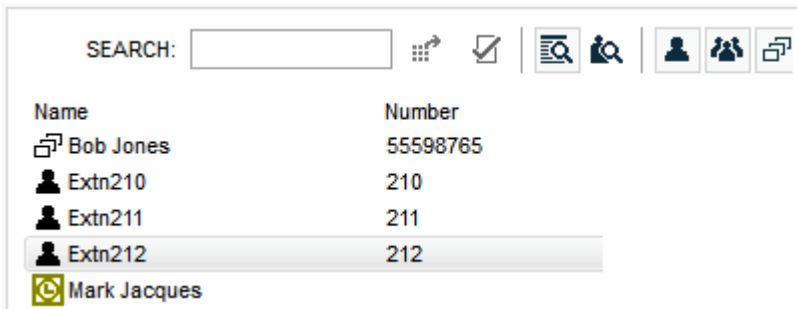 SEARCH:
Name Number
Bob Jones 55598765
Extn210 210
Extn211 211
Extn212 212
Mark Jacques